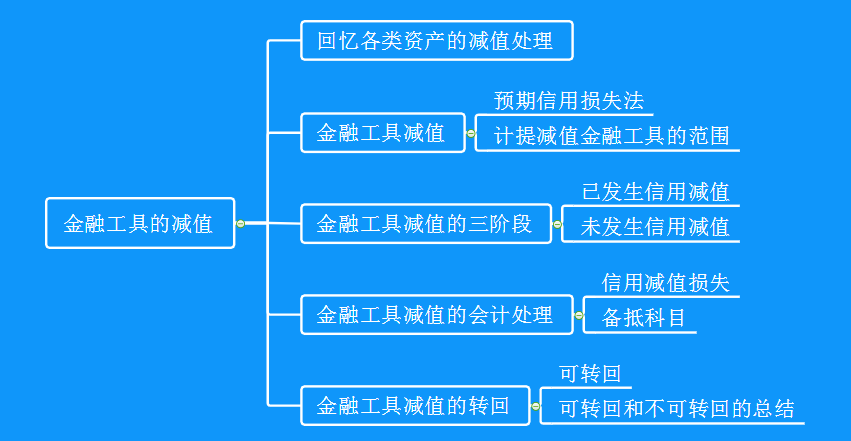 金融工具的减值
回忆各类资产的减值处理
金融工具减值
预期信用损失法
计提减值金融工具的范围
金融工具减值的三阶段
已发生信用减值
未发生信用减值
金融工具减值的会计处理
信用减值损失
备抵科目
金融工具减值的转回
可转回
可转回和不可转回的总结